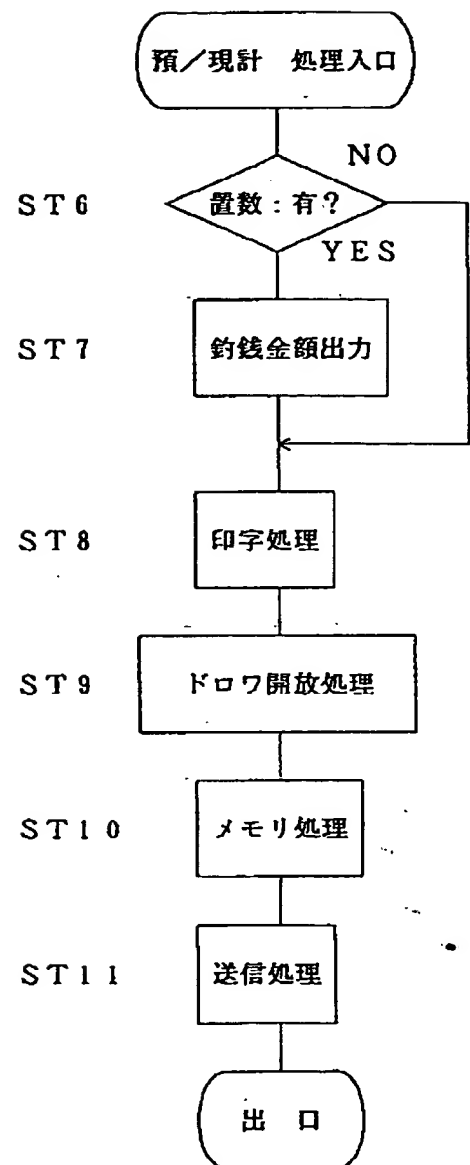 預／現計　処理入口
NO
ST6
置数：有？
YES
ST7
釣銭金額出力
ST8
印字処理
ST9
ドロワ開放処理
ST10
メモリ処理
ST11
送信処理
出　口